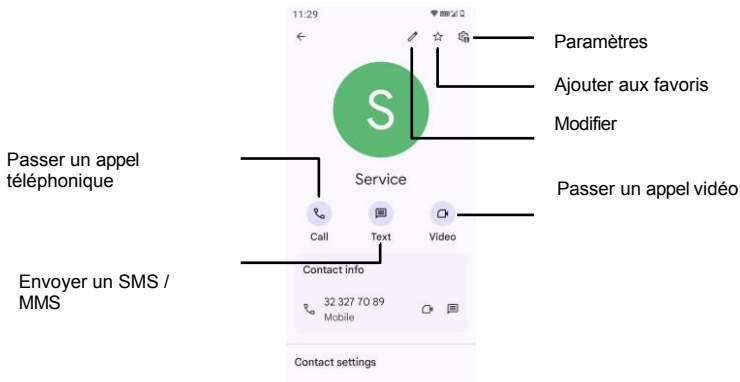 11:29
Paramètres
Ajouter aux favoris
Modifier
S
Passer un appel
téléphonique
Service
Passer un appel vidéo
Call Text Video
Envoyer un SMS /
MMS
Contact info
32 327 70 89
Mobile
Contact settings